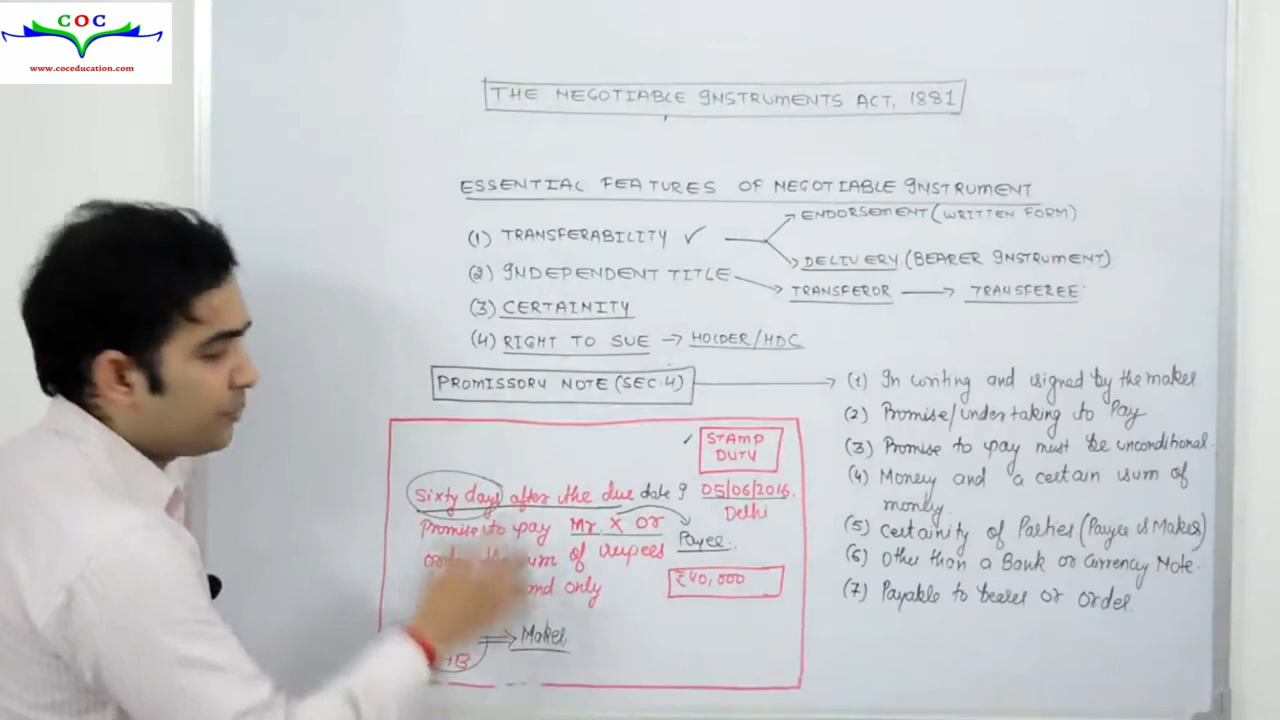 COC
www.coceducation.com
THE NEGOTIABLE INSTRUMENTS ACT, 1881
ESSENTIAL FEATURES OF NEGOTIABLE INSTRUMENT
(1) TRANSFERABILITY ✓
ENDORSEMENT (WRITTEN FORM)
DELIVERY (BEARER INSTRUMENT)
(2) INDEPENDENT TITLE
TRANSFEROR → TRANSFEREE
(3) CERTAINITY
(4) RIGHT TO SUE → HOLDER/HDC
PROMISSORY NOTE (SEC.4)
(1) In writing and signed by the maker
(2) Promise/undertaking to Pay
(3) Promise to pay must be unconditional.
(4) Money and a certain sum of
money.
(5) Certainity of Parties (Payee & Maker)
(6) Other than a Bank or Currency Note.
(7) Payable to bearer or order.
✓ STAMP
DUTY
Sixty days after the due date I
05/06/2016.
Delhi
Promise to pay Mr. X or
Payee.
of rupees
only
₹40,000
Maker